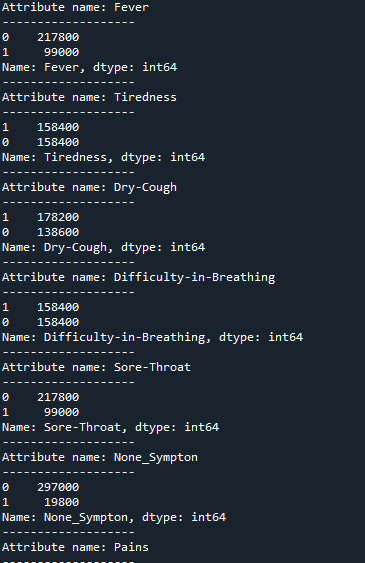 Attribute name: Fever
-------------------
0    217800
1     99000
Name: Fever, dtype: int64
-------------------
Attribute name: Tiredness
-------------------
1    158400
0    158400
Name: Tiredness, dtype: int64
-------------------
Attribute name: Dry-Cough
-------------------
1    178200
0    138600
Name: Dry-Cough, dtype: int64
-------------------
Attribute name: Difficulty-in-Breathing
-------------------
1    158400
0    158400
Name: Difficulty-in-Breathing, dtype: int64
-------------------
Attribute name: Sore-Throat
-------------------
0    217800
1     99000
Name: Sore-Throat, dtype: int64
-------------------
Attribute name: None_Sympton
-------------------
0    297000
1     19800
Name: None_Sympton, dtype: int64
-------------------
Attribute name: Pains
-------------------